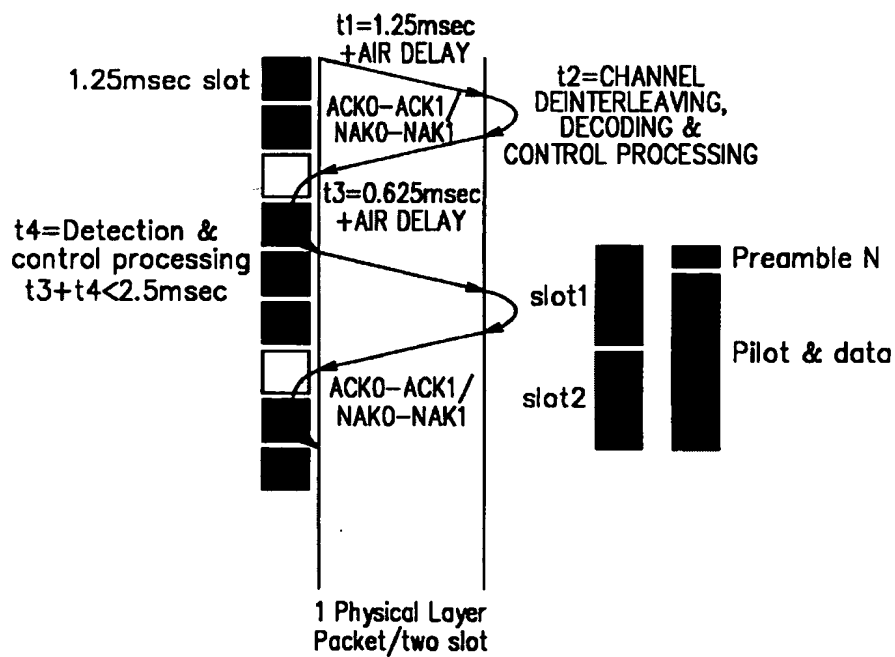 t1=1.25msec
+AIR DELAY
1.25msec slot
ACK0-ACK1/
NAK0-NAK1
t2=CHANNEL
DEINTERLEAVING,
DECODING &
CONTROL PROCESSING
t3=0.625msec
+AIR DELAY
t4=Detection &
control processing
t3+t4<2.5msec
slot1
slot2
Preamble N
Pilot & data
ACK0-ACK1/
NAK0-NAK1
1 Physical Layer
Packet/two slot